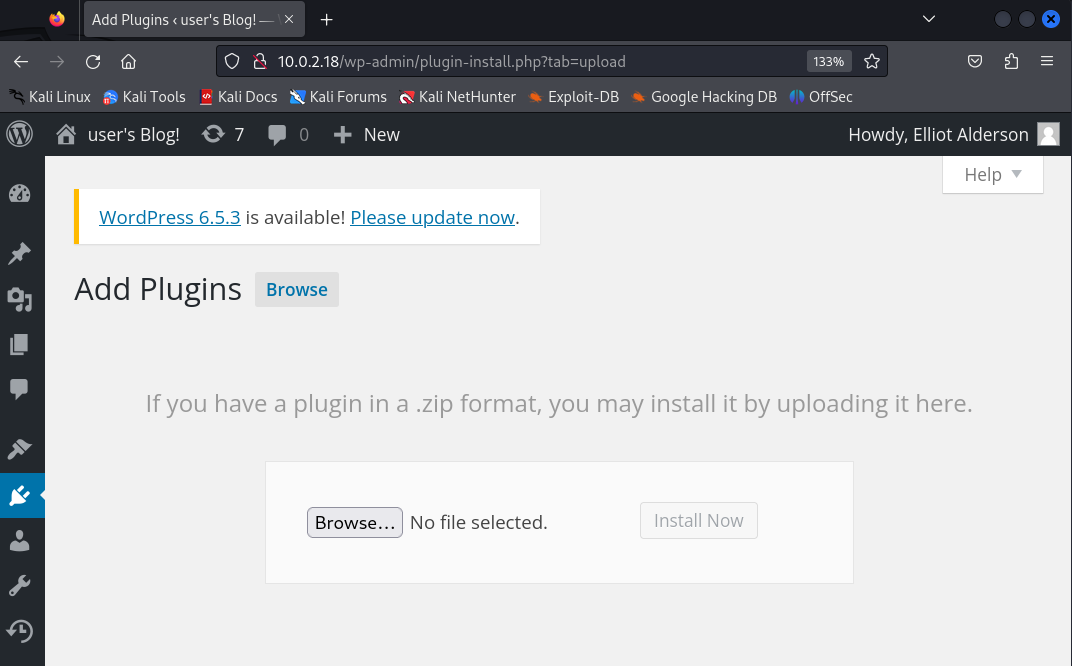 Add Plugins ‹ user's Blog! —
10.0.2.18/wp-admin/plugin-install.php?tab=upload 133%
Kali Linux Kali Tools Kali Docs Kali Forums Kali NetHunter Exploit-DB Google Hacking DB OffSec
user's Blog! 7 0 New Howdy, Elliot Alderson
Help
WordPress 6.5.3 is available! Please update now.
Add Plugins Browse
If you have a plugin in a .zip format, you may install it by uploading it here.
Browse... No file selected. Install Now